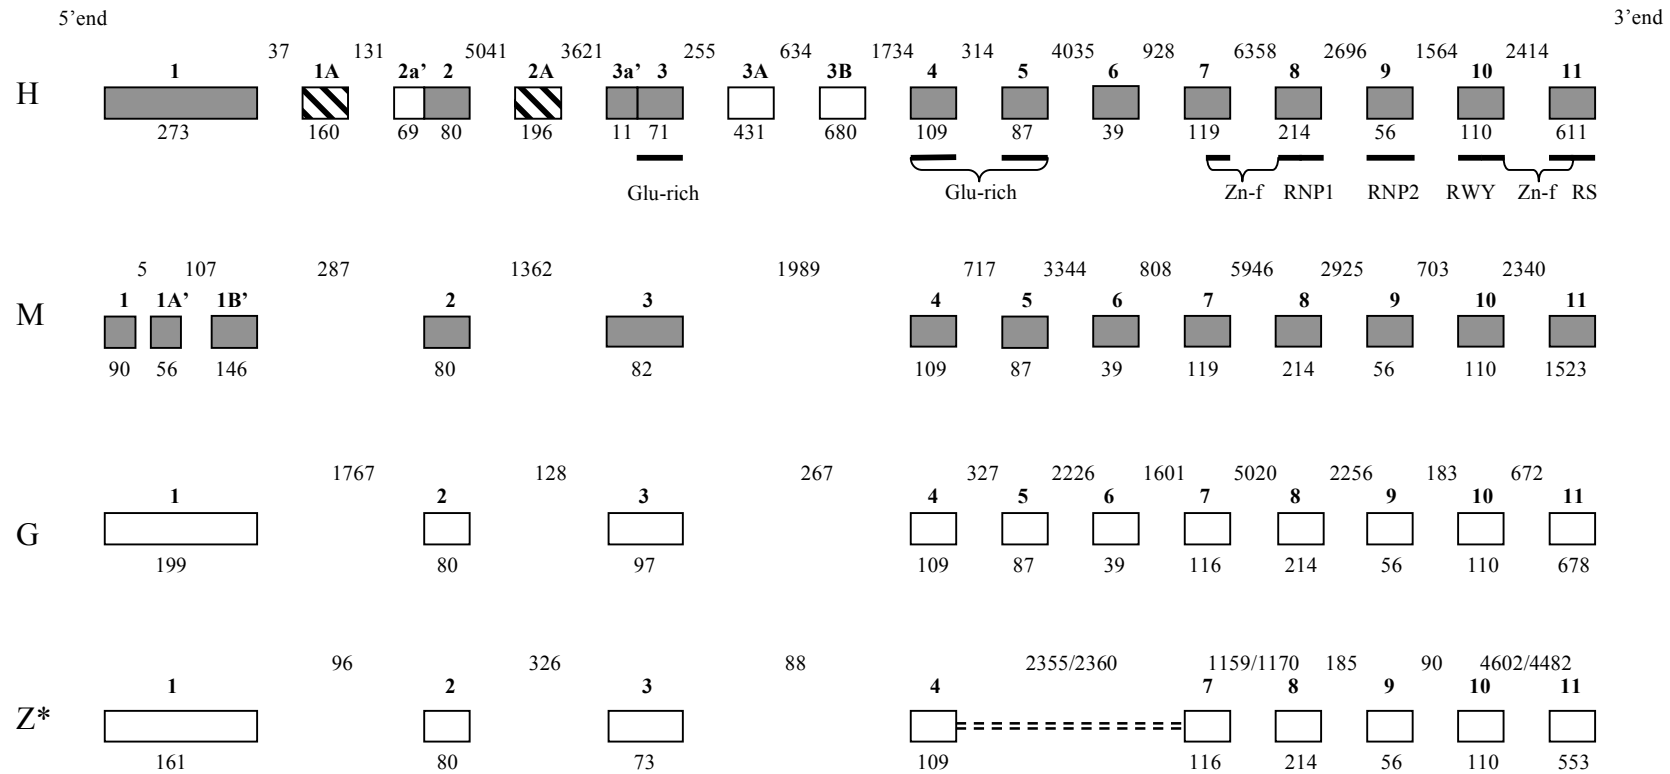 5’end 3’end
37 131 5041 3621 255 634 1734 314 4035 928 6358 2696 1564 2414
1 1A 2a’ 2 2A 3a’ 3 3A 3B 4 5 6 7 8 9 10 11
H
273 160 69 80 196 11 71 431 680 109 87 39 119 214 56 110 611
Glu-rich Glu-rich Zn-f RNP1 RNP2 RWY Zn-f RS
5 107 287 1362 1989 717 3344 808 5946 2925 703 2340
1 1A’ 1B’ 2 3 4 5 6 7 8 9 10 11
M
90 56 146 80 82 109 87 39 119 214 56 110 1523
1767 128 267 327 2226 1601 5020 2256 183 672
1 2 3 4 5 6 7 8 9 10 11
G
199 80 97 109 87 39 116 214 56 110 678
96 326 88 2355/2360 1159/1170 185 90 4602/4482
1 2 3 4 7 8 9 10 11
Z*
161 80 73 109 116 214 56 110 553